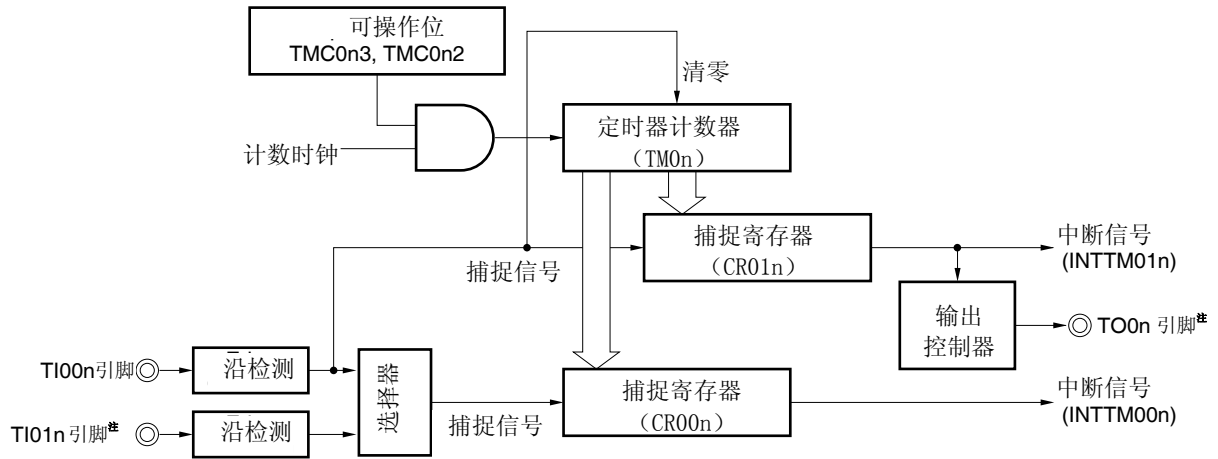 可操作位
TMC0n3, TMC0n2
清零
定时器计数器
（TM0n）
计数时钟
捕捉寄存器
（CR01n）
中断信号
(INTTM01n)
捕捉信号
输出
控制器
TO0n 引脚注
TI00n引脚
沿检测
选择器
捕捉寄存器
（CR00n）
中断信号
(INTTM00n)
捕捉信号
TI01n 引脚注
沿检测